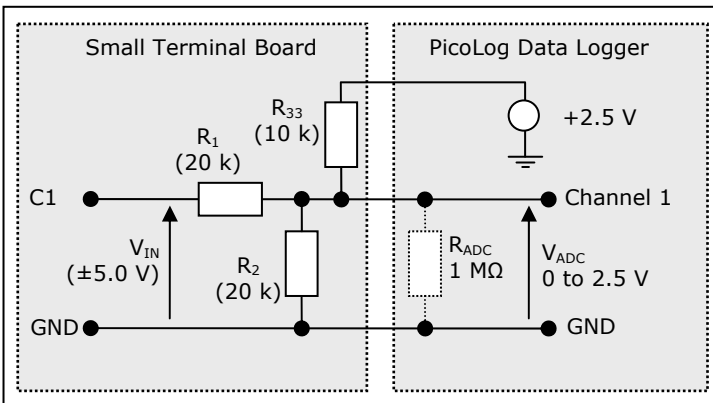 Small Terminal Board
PicoLog Data Logger
R33
(10 k)
+2.5 V
R1
(20 k)
C1
Channel 1
VIN
(±5.0 V)
R2
(20 k)
RADC
1 MΩ
VADC
0 to 2.5 V
GND
GND